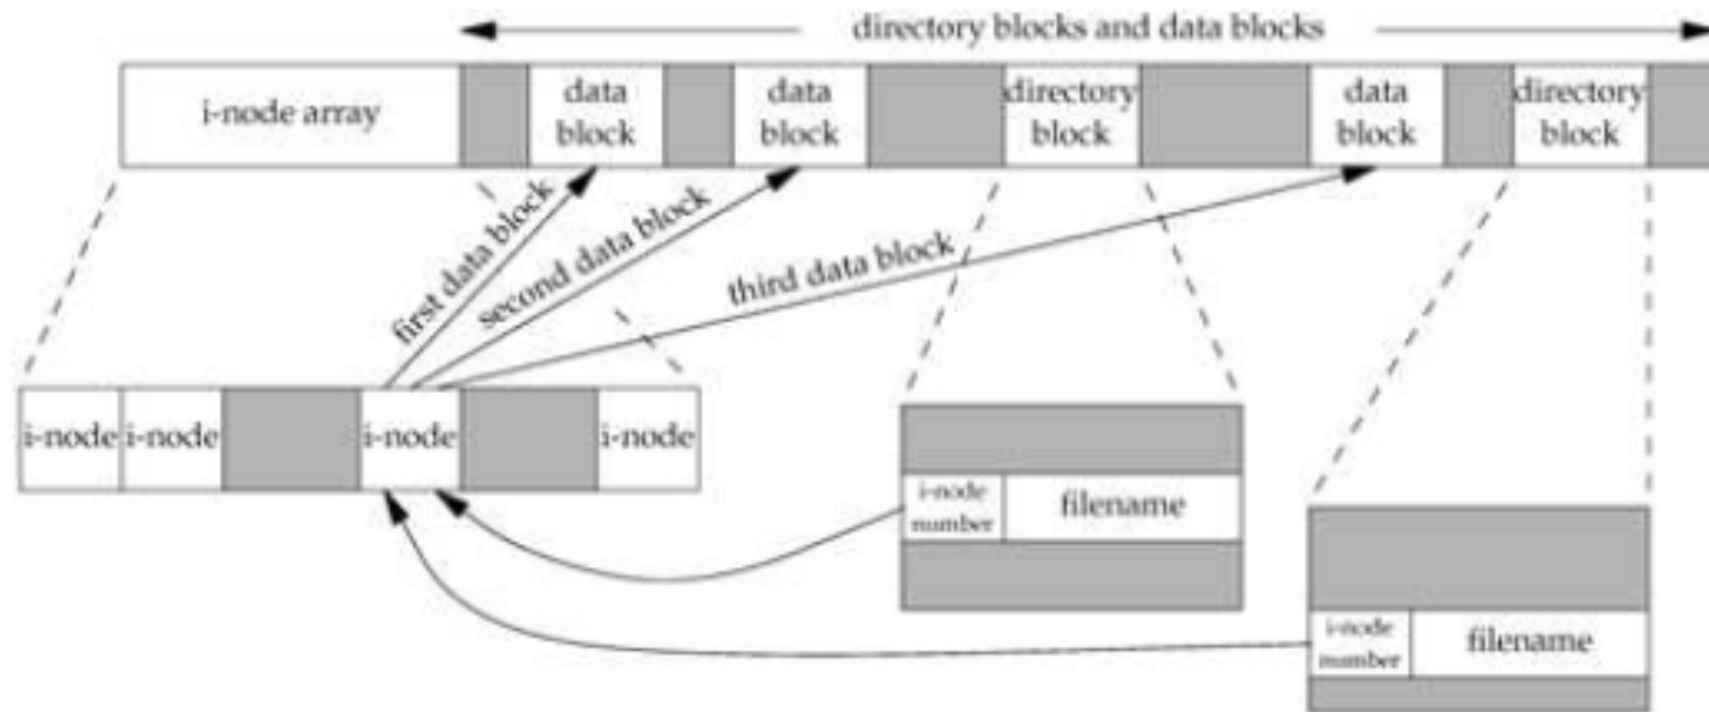 directory blocks and data blocks
i-node array
data
block
data
block
directory
block
data
block
directory
block
first data block
second data block
third data block
i-node
i-node
i-node
i-node
i-node
number
filename
i-node
number
filename